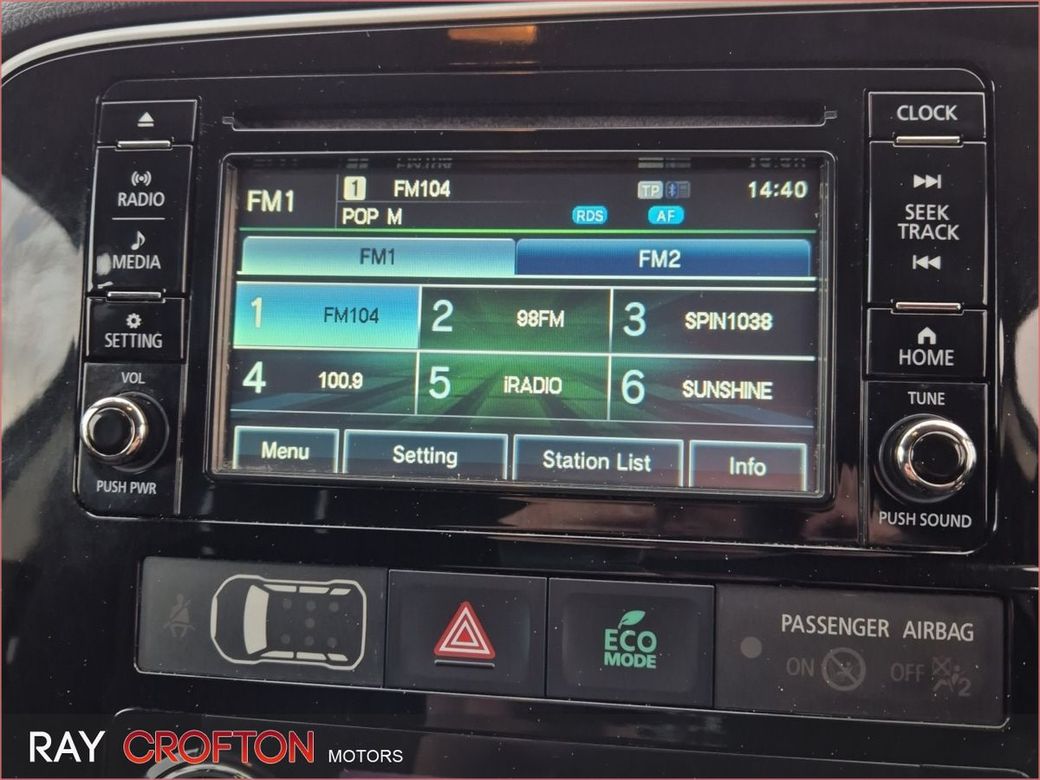 CLOCK
RADIO
MEDIA
SETTING
VOL
PUSH PWR
FM1
1 FM104
TP
14:40
POP M
RDS
AF
FM1 FM2
1 FM104
2 98FM
3 SPIN1038
4 100.9
5 iRADIO
6 SUNSHINE
Menu
Setting
Station List
Info
SEEK
TRACK
HOME
TUNE
PUSH SOUND
ECO
MODE
PASSENGER AIRBAG
ON OFF
2
RAY CROFTON MOTORS